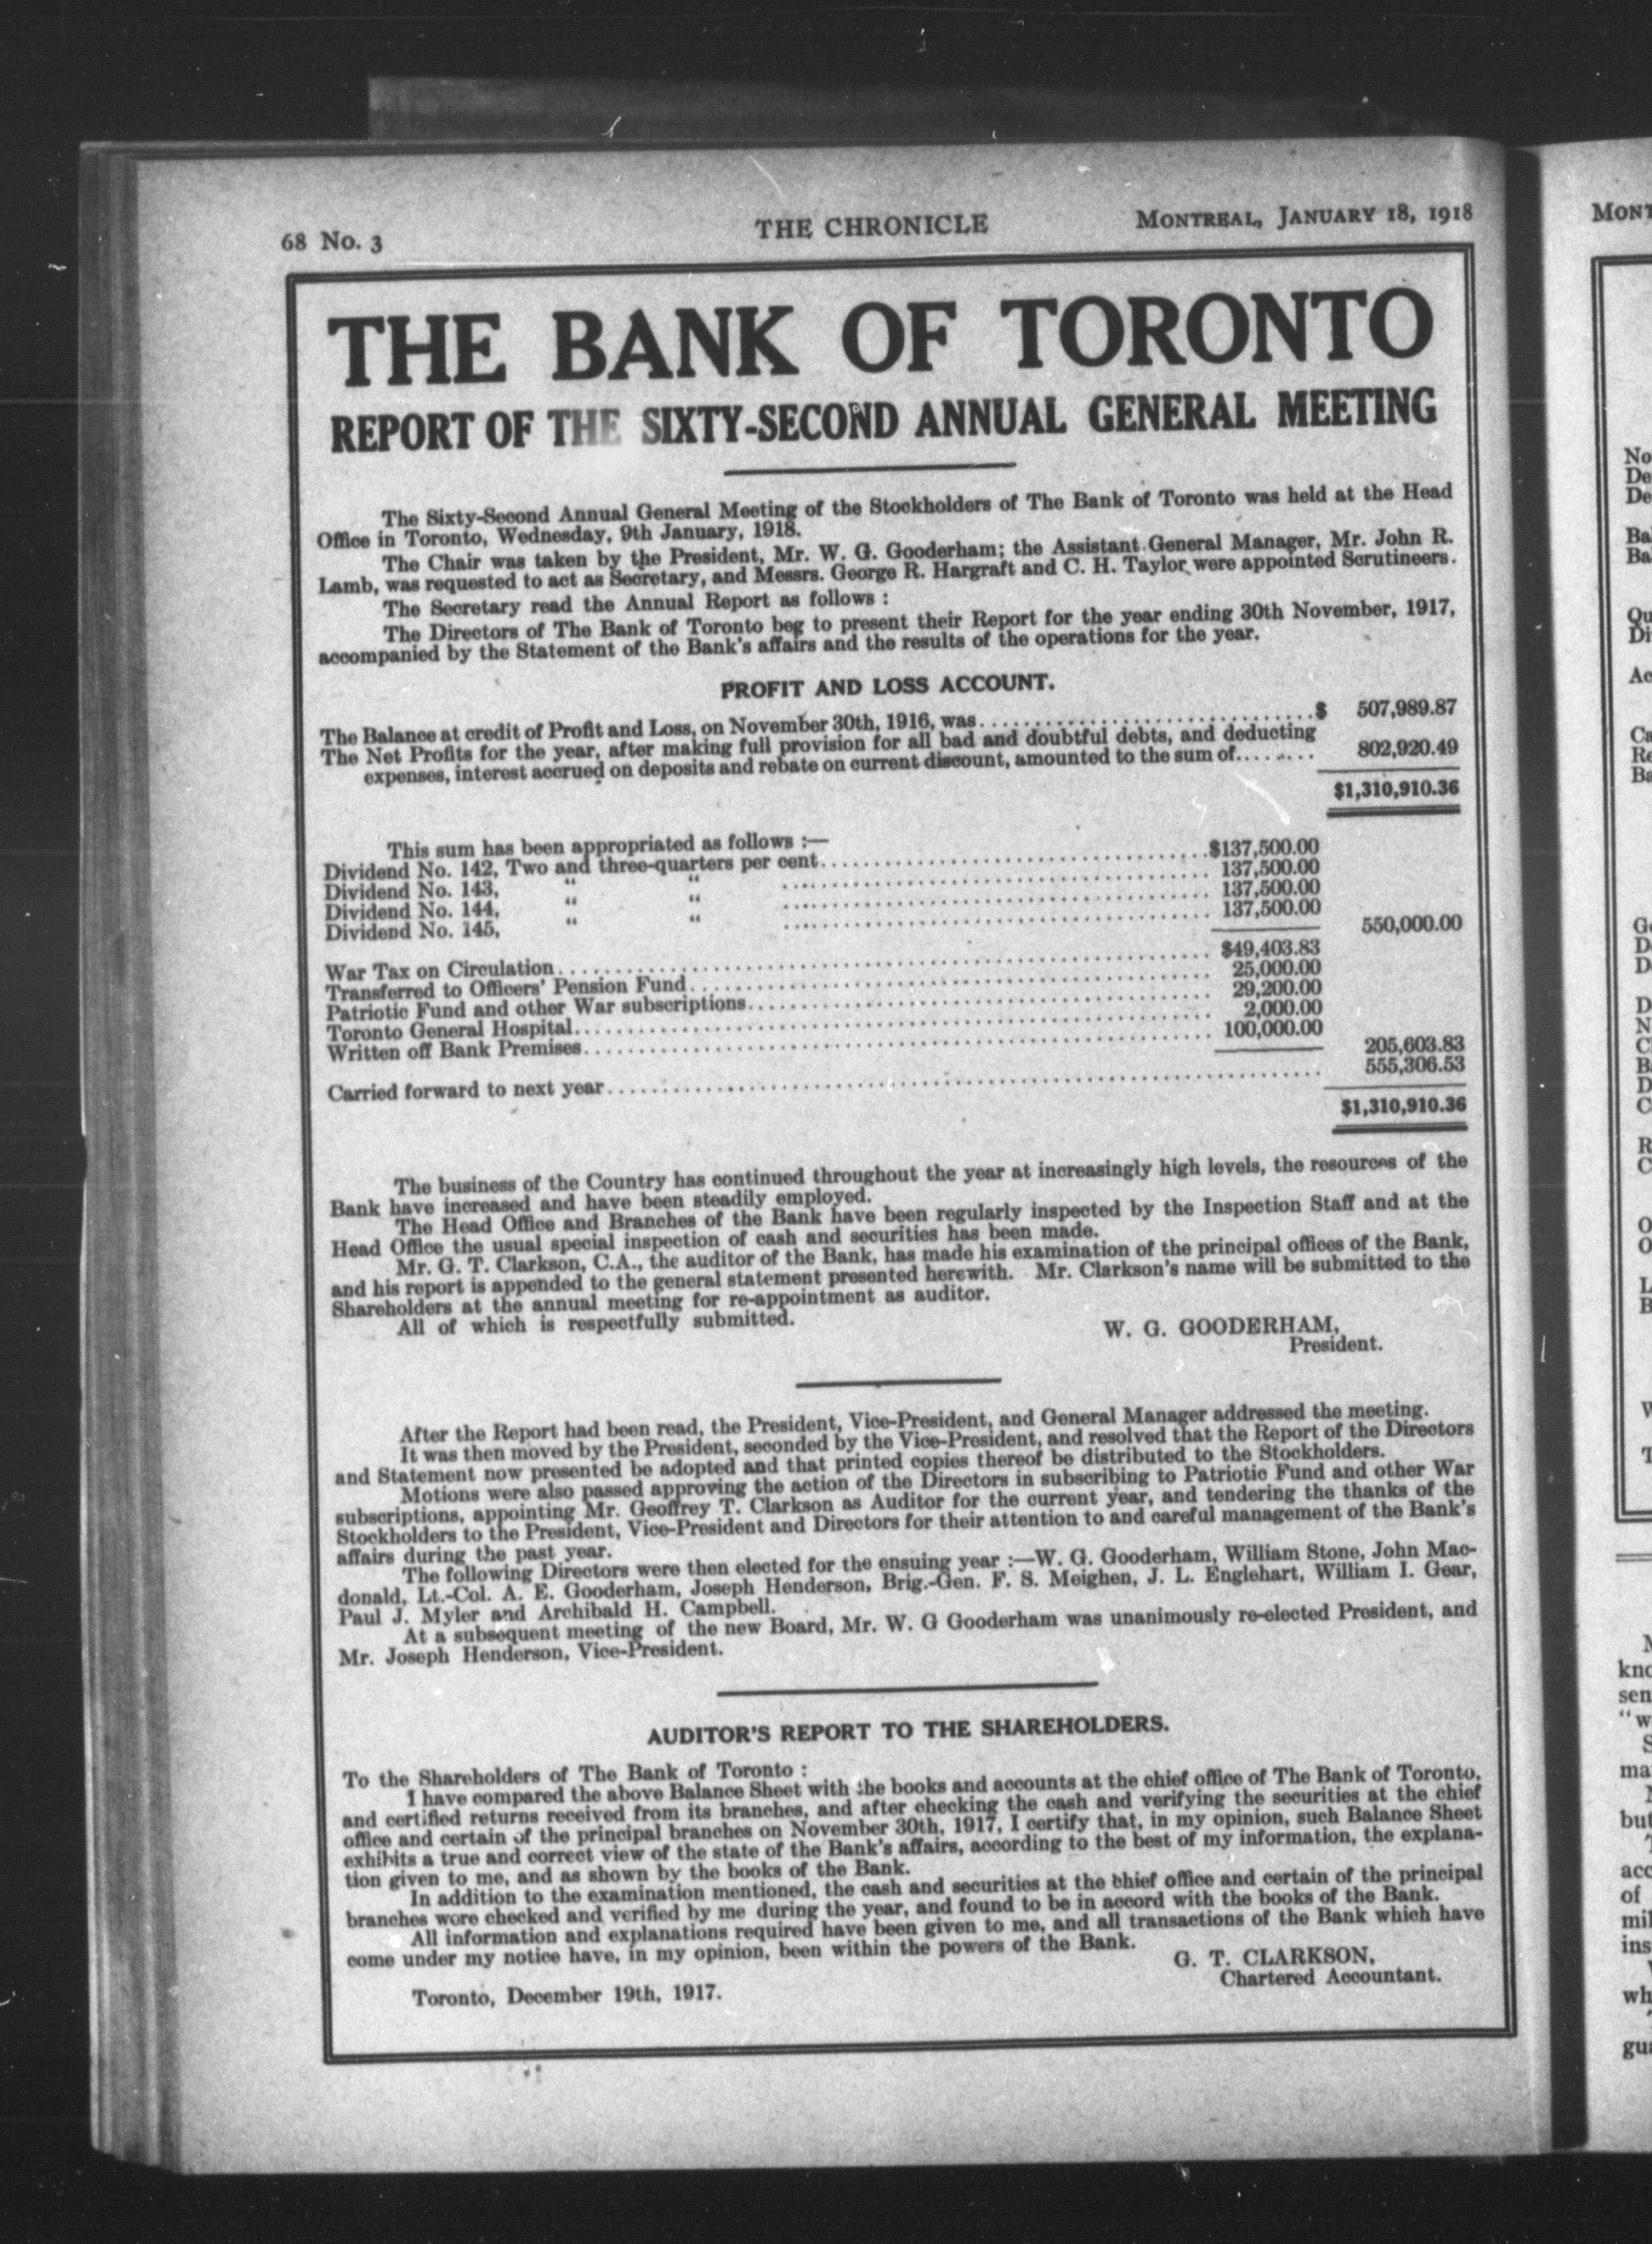 68 No. 3
THE CHRONICLE
MONTREAL, JANUARY 18, 1918
THE BANK OF TORONTO
REPORT OF THE SIXTY-SECOND ANNUAL GENERAL MEETING
The Sixty-Second Annual General Meeting of the Stockholders of The Bank of Toronto was held at the Head
Office in Toronto, Wednesday, 9th January, 1918.
The Chair was taken by the President, Mr. W. G. Gooderham; the Assistant General Manager, Mr. John R.
Lamb, was requested to act as Secretary, and Messrs. George R. Hargraft and C. H. Taylor were appointed Scrutineers.
The Secretary read the Annual Report as follows :
The Directors of The Bank of Toronto beg to present their Report for the year ending 30th November, 1917,
accompanied by the Statement of the Bank's affairs and the results of the operations for the year.
PROFIT AND LOSS ACCOUNT.
The Balance at credit of Profit and Loss, on November 30th, 1916, was..............................$ 507,989.87
The Net Profits for the year, after making full provision for all bad and doubtful debts, and deducting
expenses, interest accrued on deposits and rebate on current discount, amounted to the sum of........ 802,920.49
$1,310,910.36
This sum has been appropriated as follows :—
Dividend No. 142, Two and three-quarters per cent....................................$137,500.00
Dividend No. 143, " " .................................... 137,500.00
Dividend No. 144, " " .................................... 137,500.00
Dividend No. 145, " " .................................... 137,500.00
550,000.00
War Tax on Circulation.................................... $49,403.83
Transferred to Officers' Pension Fund.................................... 25,000.00
Patriotic Fund and other War subscriptions.................................... 29,200.00
Toronto General Hospital.................................... 2,000.00
Written off Bank Premises.................................... 100,000.00
205,603.83
Carried forward to next year.................................... 555,306.53
$1,310,910.36
The business of the Country has continued throughout the year at increasingly high levels, the resources of the
Bank have increased and have been steadily employed.
The Head Office and Branches of the Bank have been regularly inspected by the Inspection Staff and at the
Head Office the usual special inspection of cash and securities has been made.
Mr. G. T. Clarkson, C.A., the auditor of the Bank, has made his examination of the principal offices of the Bank,
and his report is appended to the general statement presented herewith. Mr. Clarkson's name will be submitted to the
Shareholders at the annual meeting for re-appointment as auditor.
All of which is respectfully submitted.
W. G. GOODERHAM,
President.
After the Report had been read, the President, Vice-President, and General Manager addressed the meeting.
It was then moved by the President, seconded by the Vice-President, and resolved that the Report of the Directors
and Statement now presented be adopted and that printed copies thereof be distributed to the Stockholders.
Motions were also passed approving the action of the Directors in subscribing to Patriotic Fund and other War
subscriptions, appointing Mr. Geoffrey T. Clarkson as Auditor for the current year, and tendering the thanks of the
Stockholders to the President, Vice-President and Directors for their attention to and careful management of the Bank's
affairs during the past year.
The following Directors were then elected for the ensuing year :—W. G. Gooderham, William Stone, John Mac-
donald, Lt.-Col. A. E. Gooderham, Joseph Henderson, Brig.-Gen. F. S. Meighen, J. L. Englehart, William I. Gear,
Paul J. Myler and Archibald H. Campbell.
At a subsequent meeting of the new Board, Mr. W. G Gooderham was unanimously re-elected President, and
Mr. Joseph Henderson, Vice-President.
AUDITOR'S REPORT TO THE SHAREHOLDERS.
To the Shareholders of The Bank of Toronto :
I have compared the above Balance Sheet with the books and accounts at the chief office of The Bank of Toronto,
and certified returns received from its branches, and after checking the cash and verifying the securities at the chief
office and certain of the principal branches on November 30th, 1917, I certify that, in my opinion, such Balance Sheet
exhibits a true and correct view of the state of the Bank's affairs, according to the best of my information, the explana-
tion given to me, and as shown by the books of the Bank.
In addition to the examination mentioned, the cash and securities at the chief office and certain of the principal
branches were checked and verified by me during the year, and found to be in accord with the books of the Bank.
All information and explanations required have been given to me, and all transactions of the Bank which have
come under my notice have, in my opinion, been within the powers of the Bank.
G. T. CLARKSON,
Chartered Accountant.
Toronto, December 19th, 1917.